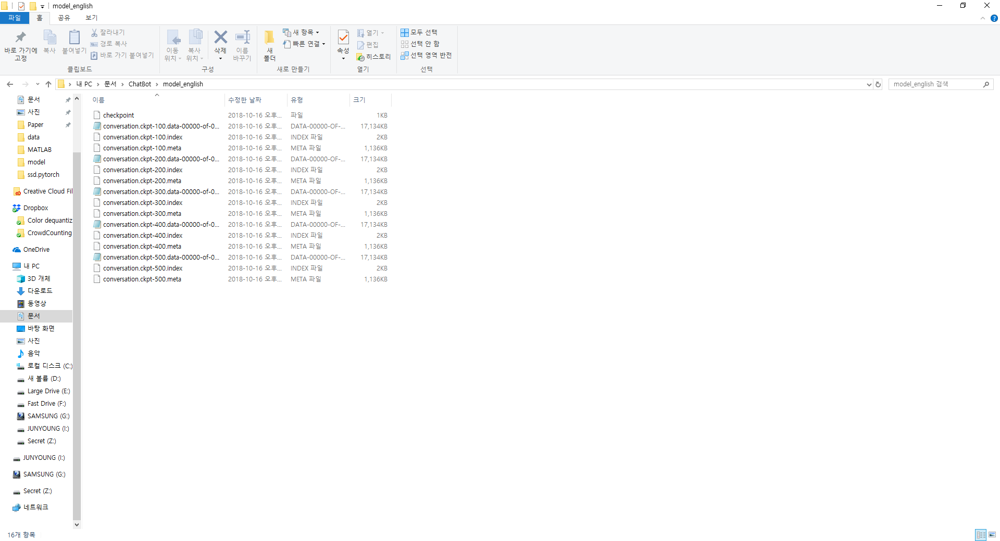 model_english
파일 홈 공유 보기
바로 가기에 고정
복사
붙여넣기
잘라내기
경로 복사
바로 가기 붙여넣기
클립보드
이동 위치
복사 위치
삭제
이름 바꾸기
구성
새 폴더
새 항목
빠른 연결
새로 만들기
속성
열기
편집
히스토리
열기
모두 선택
선택 안 함
선택 영역 반전
선택
내 PC > 문서 > ChatBot > model_english
model_english 검색
문서
사진
Paper
data
MATLAB
model
ssd.pytorch
Creative Cloud Fil
Dropbox
Color dequantiz
CrowdCounting
OneDrive
내 PC
3D 개체
다운로드
동영상
문서
바탕 화면
사진
음악
로컬 디스크 (C:)
새 볼륨 (D:)
Large Drive (E:)
Fast Drive (F:)
SAMSUNG (G:)
JUNYOUNG (I:)
Secret (Z:)
JUNYOUNG (I:)
SAMSUNG (G:)
Secret (Z:)
네트워크
이름 수정한 날짜 유형 크기
checkpoint 2018-10-16 오후... 파일 1KB
conversation.ckpt-100.data-00000-of-0... 2018-10-16 오후... DATA-00000-OF-... 17,134KB
conversation.ckpt-100.index 2018-10-16 오후... INDEX 파일 2KB
conversation.ckpt-100.meta 2018-10-16 오후... META 파일 1,136KB
conversation.ckpt-200.data-00000-of-0... 2018-10-16 오후... DATA-00000-OF-... 17,134KB
conversation.ckpt-200.index 2018-10-16 오후... INDEX 파일 2KB
conversation.ckpt-200.meta 2018-10-16 오후... META 파일 1,136KB
conversation.ckpt-300.data-00000-of-0... 2018-10-16 오후... DATA-00000-OF-... 17,134KB
conversation.ckpt-300.index 2018-10-16 오후... INDEX 파일 2KB
conversation.ckpt-300.meta 2018-10-16 오후... META 파일 1,136KB
conversation.ckpt-400.data-00000-of-0... 2018-10-16 오후... DATA-00000-OF-... 17,134KB
conversation.ckpt-400.index 2018-10-16 오후... INDEX 파일 2KB
conversation.ckpt-400.meta 2018-10-16 오후... META 파일 1,136KB
conversation.ckpt-500.data-00000-of-0... 2018-10-16 오후... DATA-00000-OF-... 17,134KB
conversation.ckpt-500.index 2018-10-16 오후... INDEX 파일 2KB
conversation.ckpt-500.meta 2018-10-16 오후... META 파일 1,136KB
16개 항목